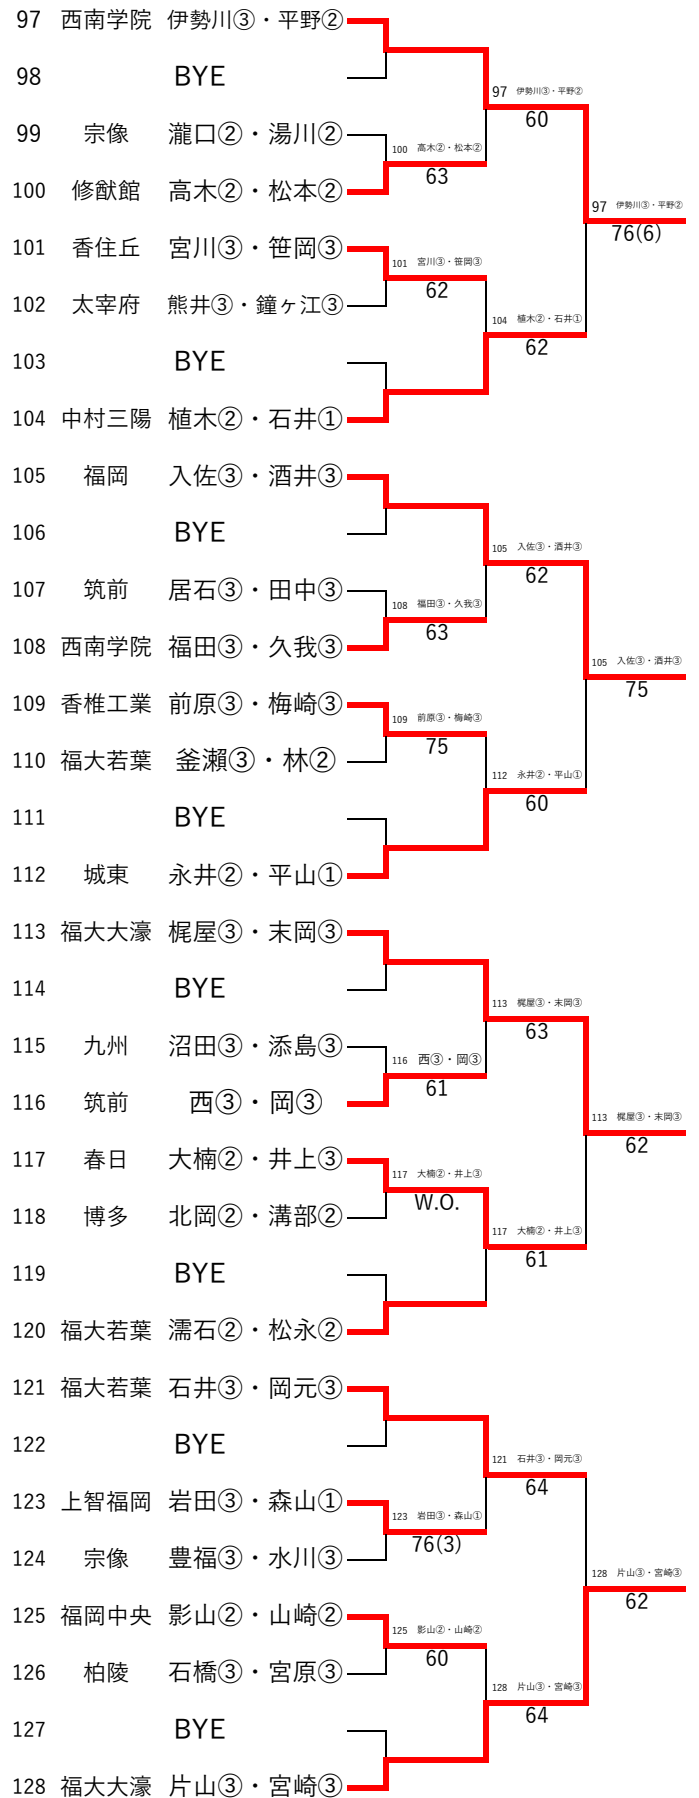 97 西南学院 伊勢川③・平野②
98 BYE
97 伊勢川③・平野②
60
99 宗像 瀧口②・湯川②
100 高木②・松本②
63
100 修猷館 高木②・松本②
97 伊勢川③・平野②
76(6)
101 香住丘 宮川③・笹岡③
101 宮川③・笹岡③
62
102 太宰府 熊井③・鐘ヶ江③
104 植木②・石井①
62
103 BYE
104 中村三陽 植木②・石井①
105 福岡 入佐③・酒井③
106 BYE
105 入佐③・酒井③
62
107 筑前 居石③・田中③
108 福田③・久我③
63
108 西南学院 福田③・久我③
105 入佐③・酒井③
75
109 香椎工業 前原③・梅崎③
109 前原③・梅崎③
75
110 福大若葉 釜瀬③・林②
112 永井②・平山①
60
111 BYE
112 城東 永井②・平山①
113 福大大濠 梶屋③・末岡③
114 BYE
113 梶屋③・末岡③
63
115 九州 沼田③・添島③
116 西③・岡③
61
116 筑前 西③・岡③
113 梶屋③・末岡③
62
117 春日 大楠②・井上③
117 大楠②・井上③
W.O.
118 博多 北岡②・溝部②
117 大楠②・井上③
61
119 BYE
120 福大若葉 濡石②・松永②
121 福大若葉 石井③・岡元③
122 BYE
121 石井③・岡元③
64
123 上智福岡 岩田③・森山①
123 岩田③・森山①
76(3)
124 宗像 豊福③・水川③
128 片山③・宮崎③
62
125 福岡中央 影山②・山崎②
125 影山②・山崎②
60
126 柏陵 石橋③・宮原③
128 片山③・宮崎③
64
127 BYE
128 福大大濠 片山③・宮崎③